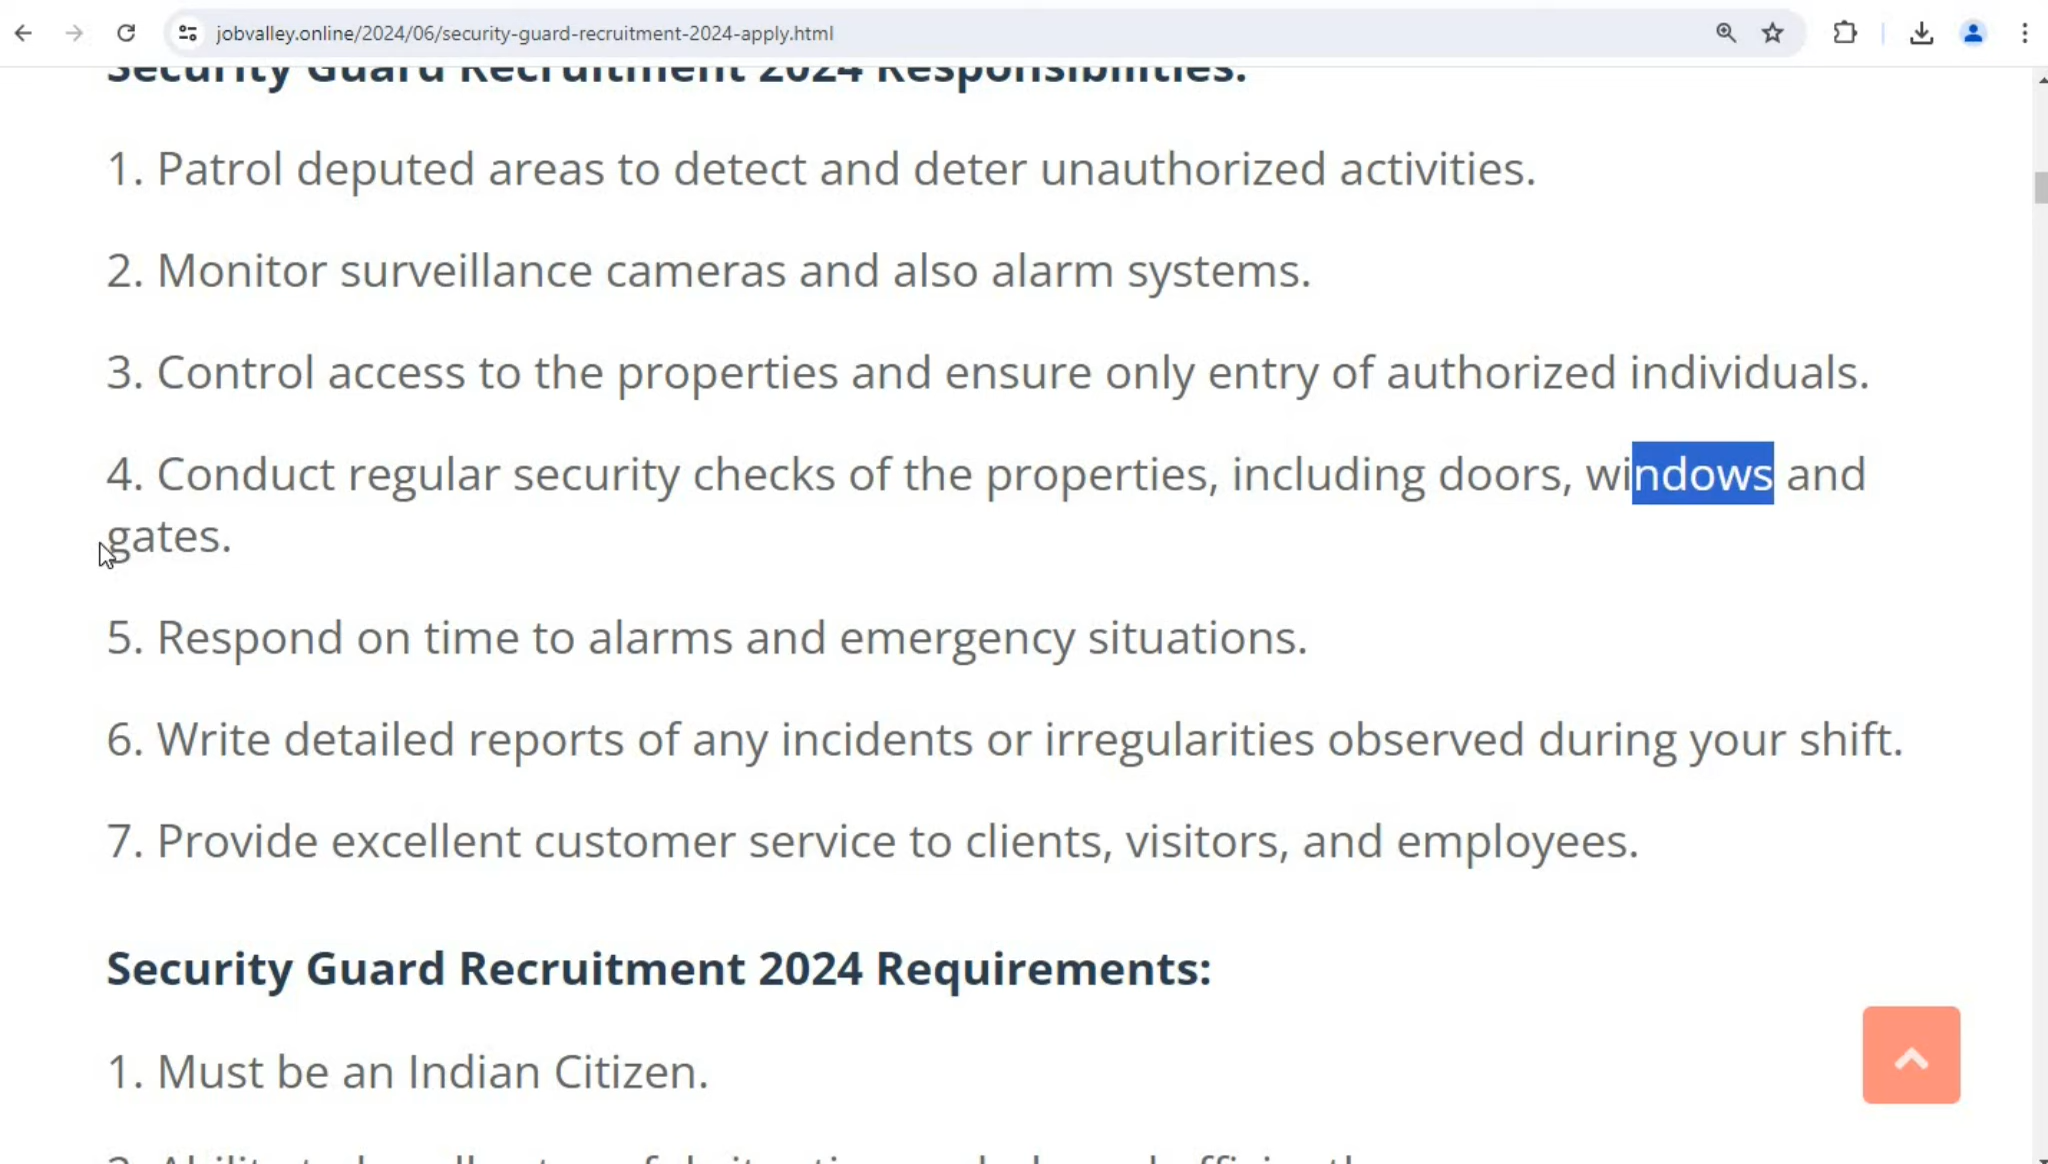 jobvalley.online/2024/06/security-guard-recruitment-2024-apply.html
Security Guard Recruitment 2024 Responsibilities:
1. Patrol deputed areas to detect and deter unauthorized activities.
2. Monitor surveillance cameras and also alarm systems.
3. Control access to the properties and ensure only entry of authorized individuals.
4. Conduct regular security checks of the properties, including doors, windows and
gates.
5. Respond on time to alarms and emergency situations.
6. Write detailed reports of any incidents or irregularities observed during your shift.
7. Provide excellent customer service to clients, visitors, and employees.
Security Guard Recruitment 2024 Requirements:
1. Must be an Indian Citizen.